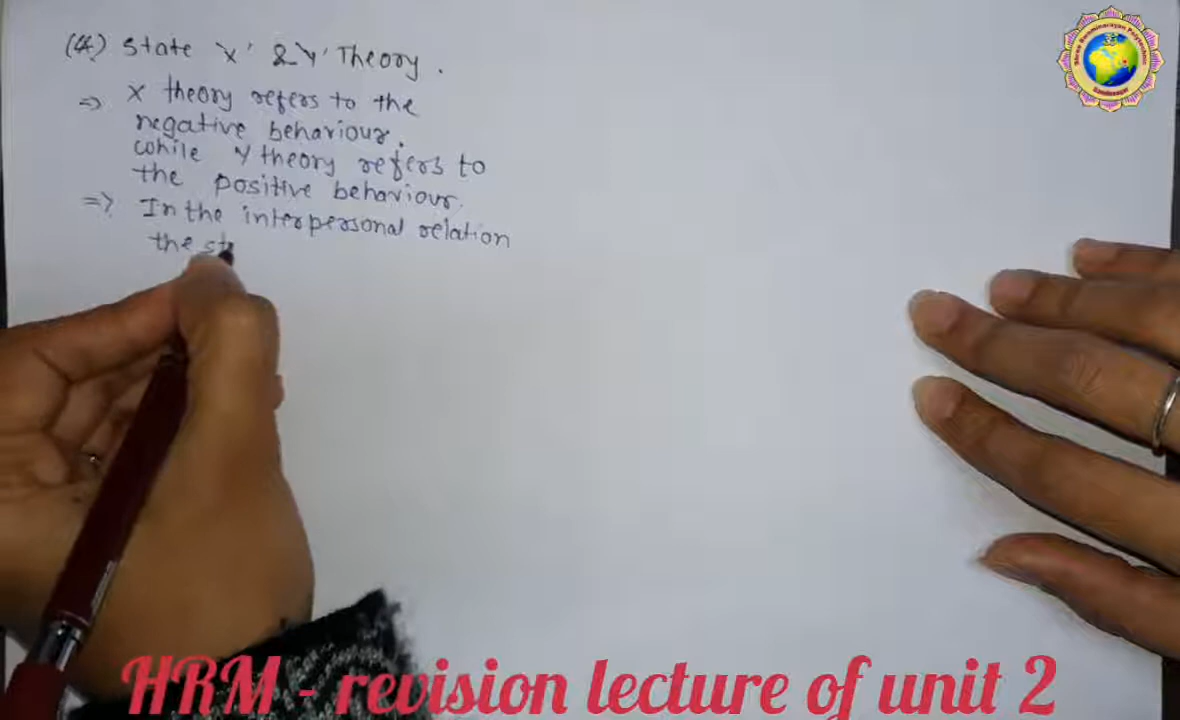 (4) State 'X' & 'Y' Theory.
=> X theory refers to the
negative behaviour.
while Y theory refers to
the positive behaviour.
=> In the interpersonal relation
the st
HRM - revision lecture of unit 2